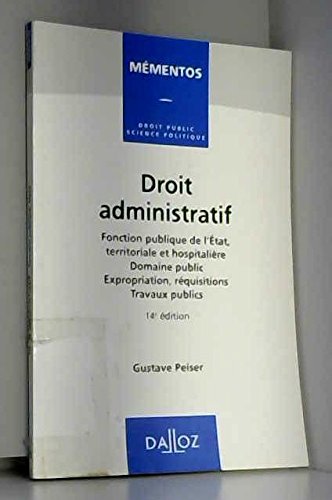 MÉMENTOS
DROIT PUBLIC
SCIENCE POLITIQUE
Droit
administratif
Fonction publique de l'État,
territoriale et hospitalière
Domaine public
Expropriation, réquisitions
Travaux publics
14e édition
Gustave Peiser
DALLOZ